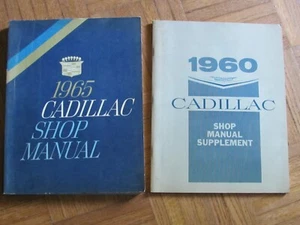 1965
CADILLAC
SHOP
MANUAL
1960
CADILLAC
SHOP
MANUAL
SUPPLEMENT